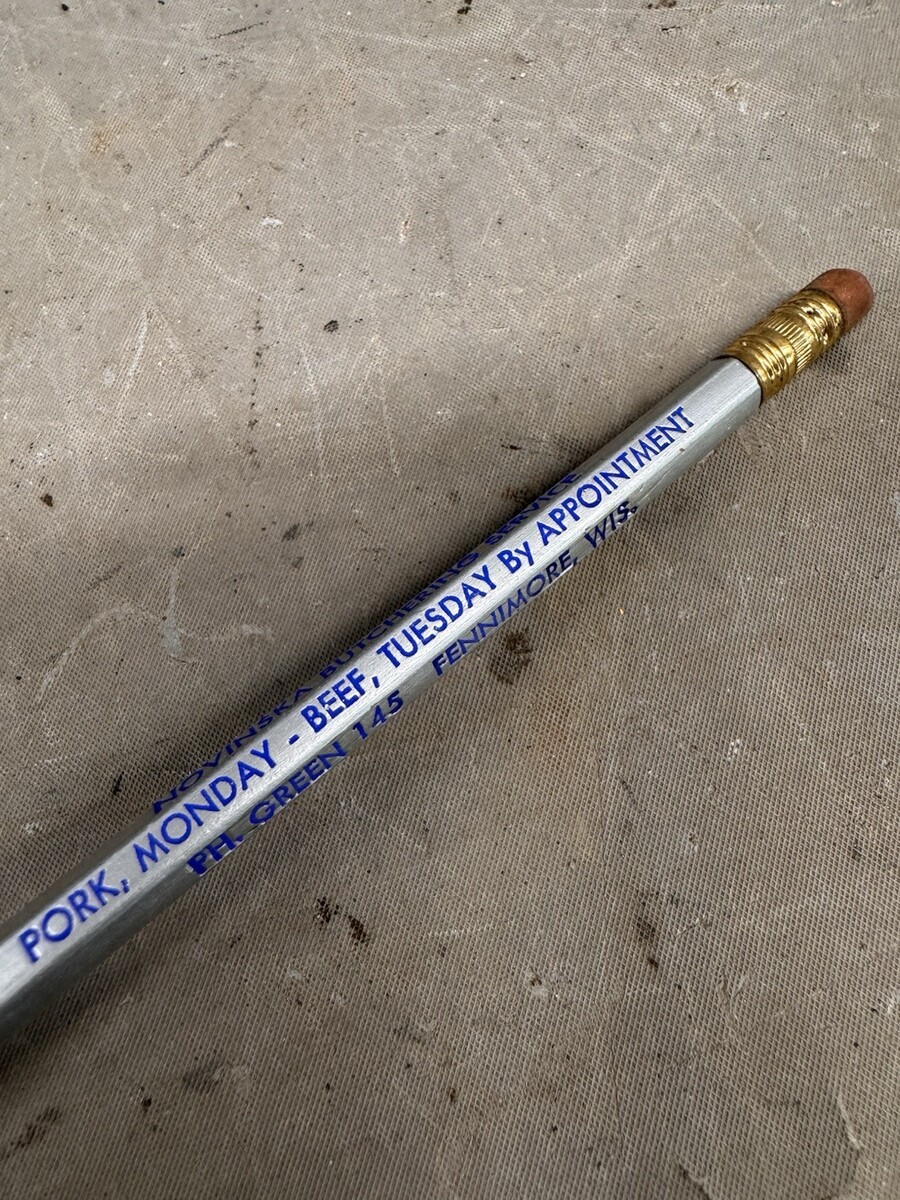 NOVINSKA BUTCHERING SERVICE
PORK, MONDAY - BEEF, TUESDAY By APPOINTMENT
PH. GREEN 145 FENNIMORE, WIS.